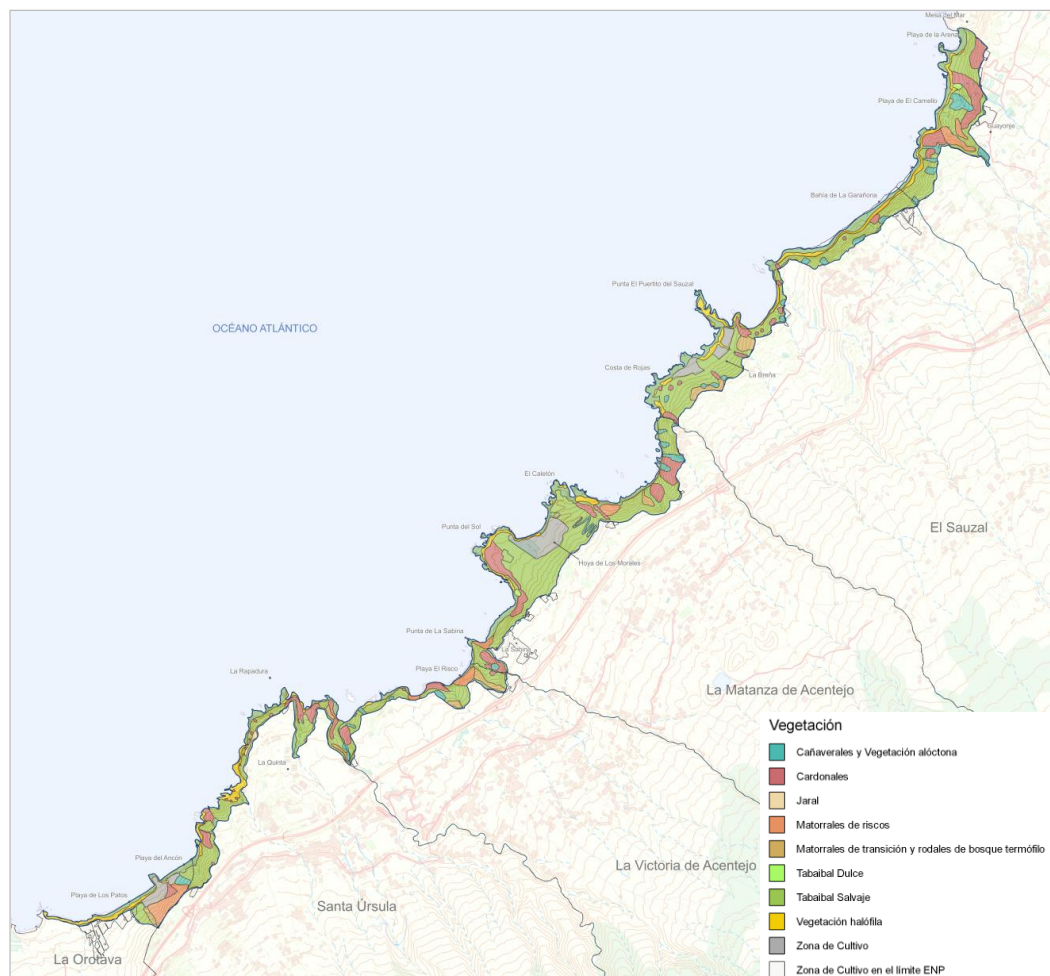 Mesa del Mar
Playa de la Arena
Playa de El Camello
Guayonje
Bahía de La Garañona
Punta El Puertito del Sauzal
OCÉANO ATLÁNTICO
Costa de Rojas
La Breña
El Caletón
Punta del Sol
El Sauzal
Hoya de Los Morales
Punta de La Sabina
La Sabina
Playa El Risco
La Rapadura
La Matanza de Acentejo
La Quinta
Playa del Ancón
La Victoria de Acentejo
Playa de Los Patos
Santa Úrsula
La Orotava
Vegetación
Cañaverales y Vegetación alóctona
Cardonales
Jaral
Matorrales de riscos
Matorrales de transición y rodales de bosque termófilo
Tabaibal Dulce
Tabaibal Salvaje
Vegetación halófila
Zona de Cultivo
Zona de Cultivo en el límite ENP